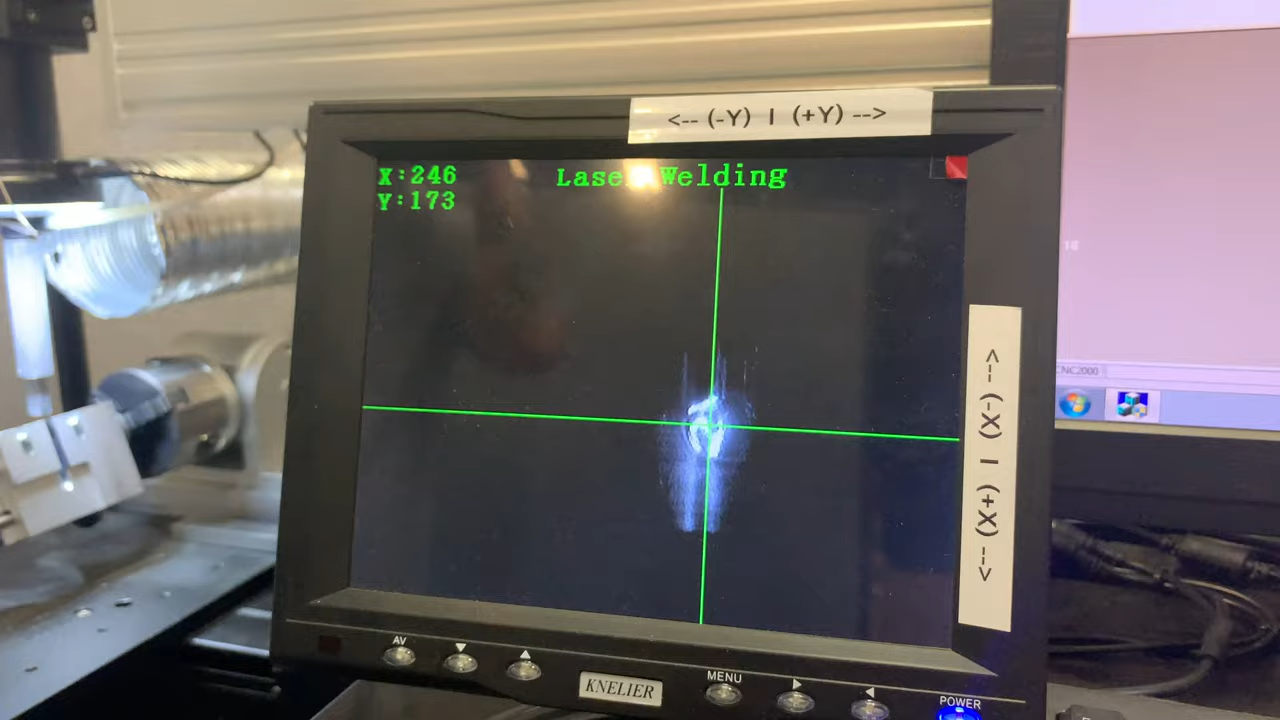 <-- (-Y) | (+Y) -->
X:246
Laser Welding
Y:173
<-- (-X) | (+X) -->
CNC2000
AV
MENU
POWER
KNELIER